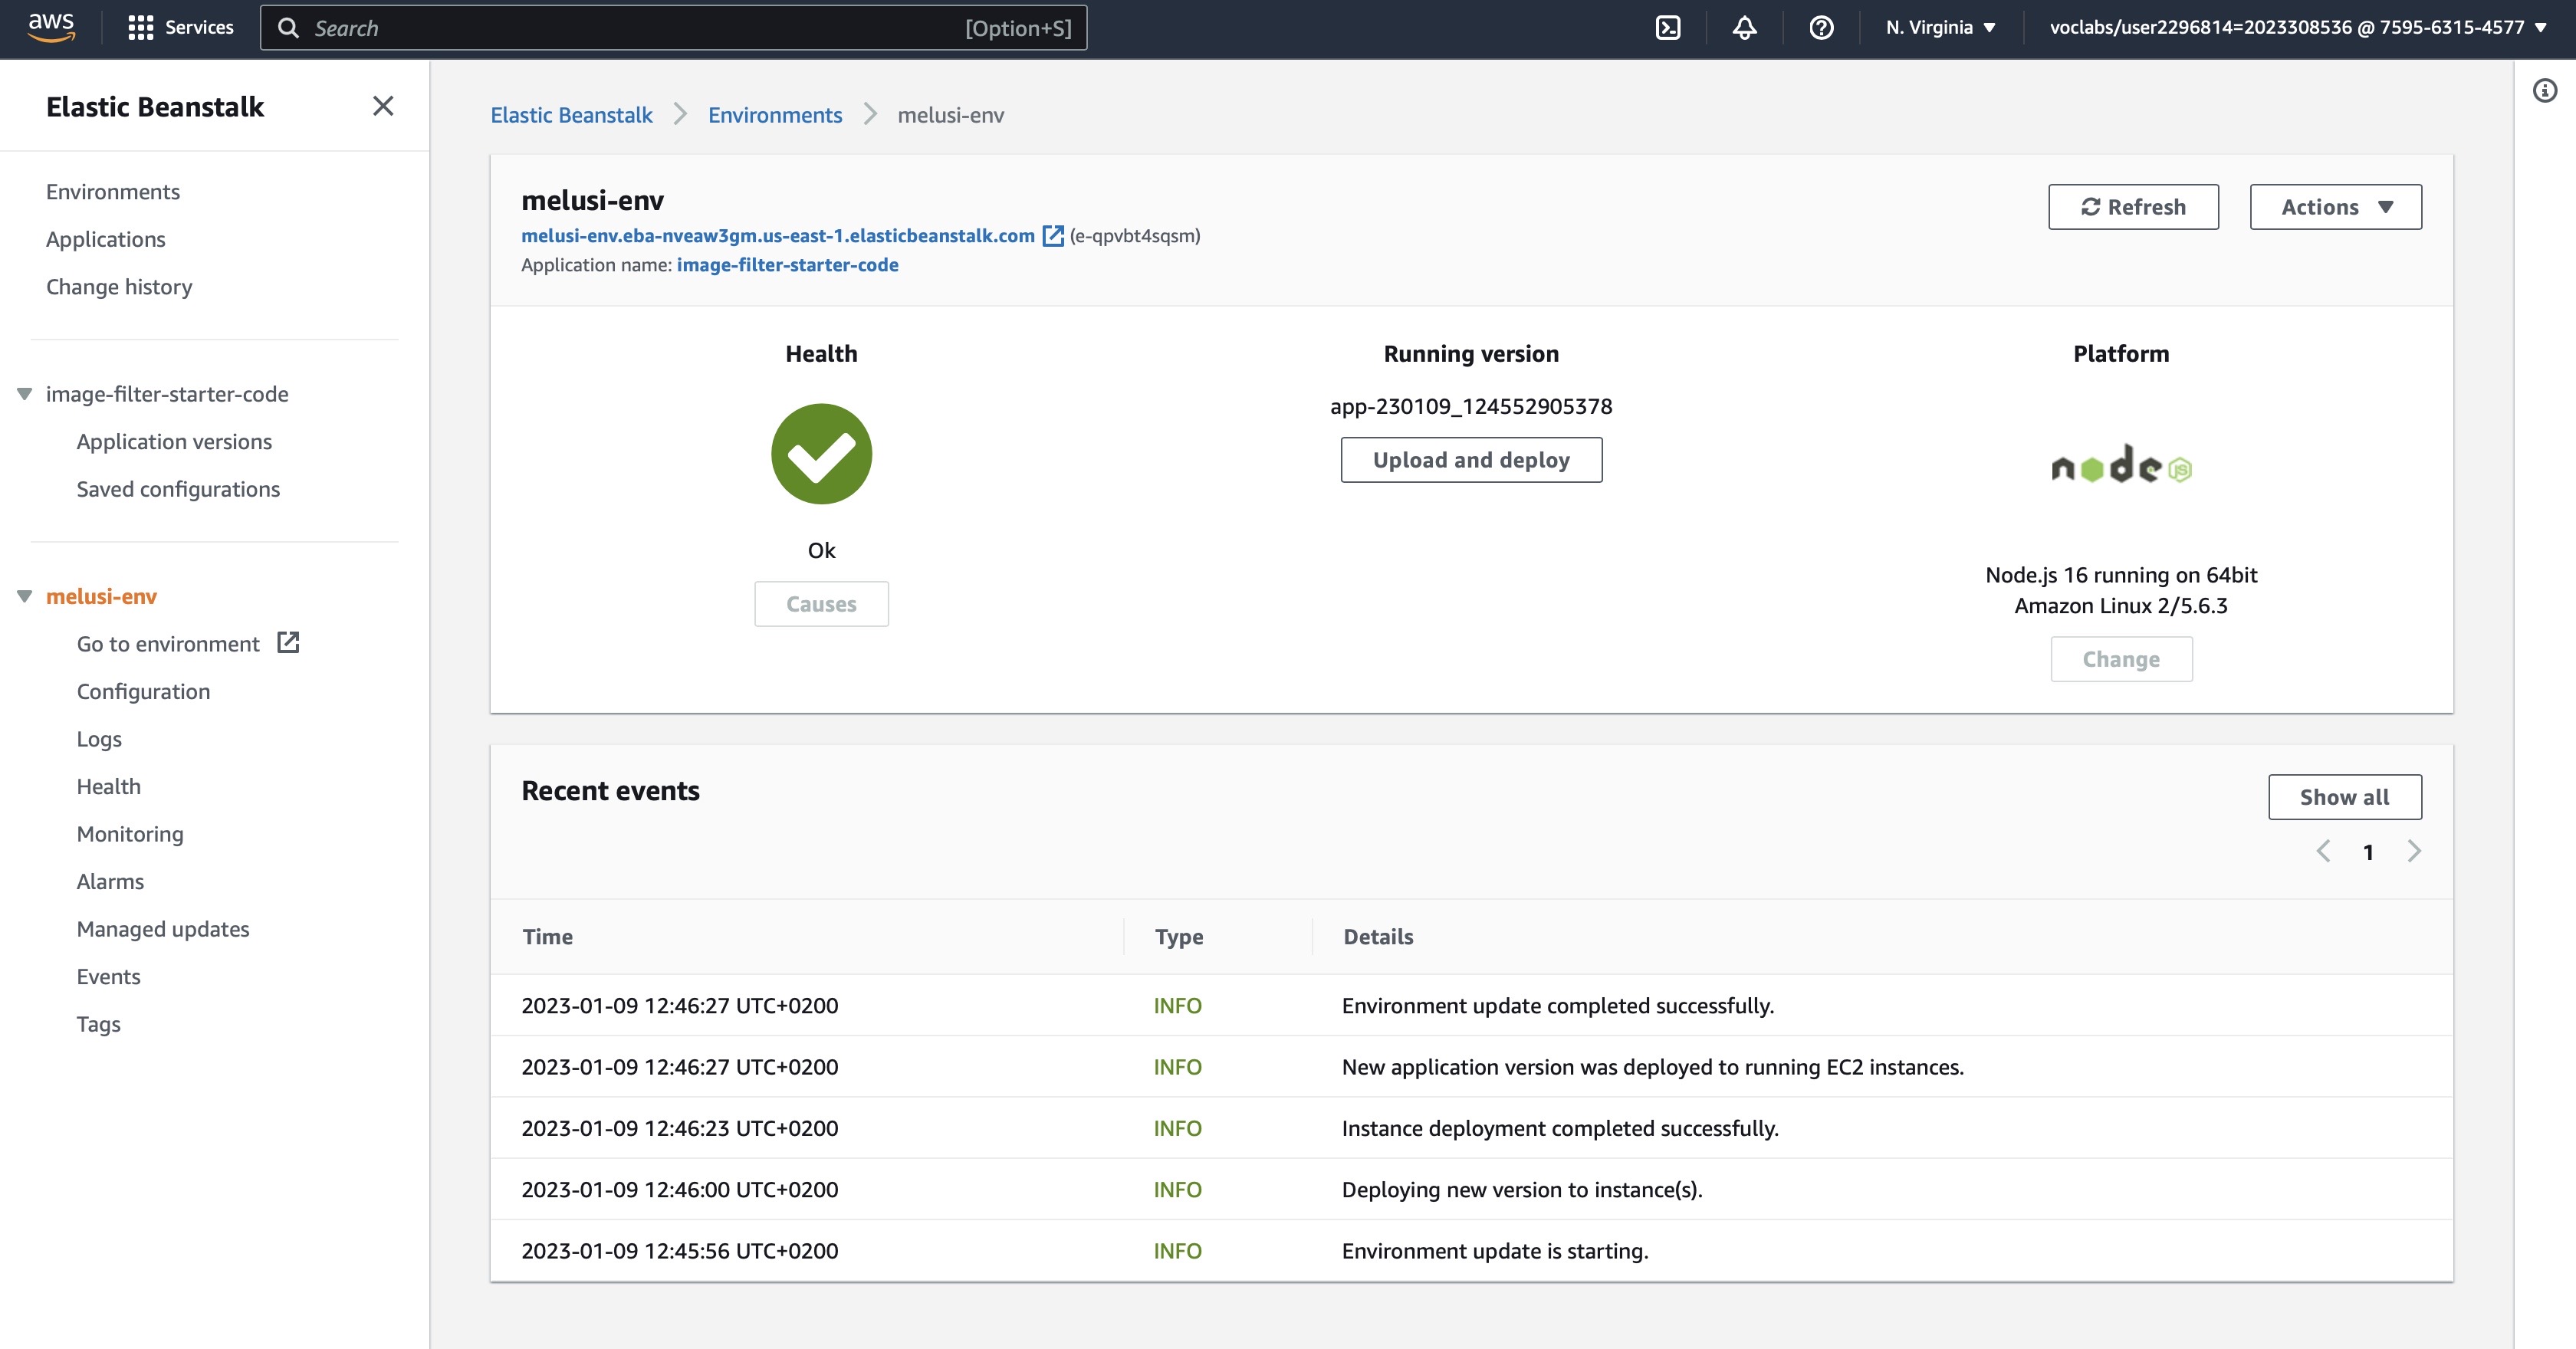 aws
Services
Search
[Option+S]
N. Virginia
voclabs/user2296814=2023308536 @ 7595-6315-4577
Elastic Beanstalk
Environments
Applications
Change history
image-filter-starter-code
Application versions
Saved configurations
melusi-env
Go to environment
Configuration
Logs
Health
Monitoring
Alarms
Managed updates
Events
Tags
Elastic Beanstalk
Environments
melusi-env
melusi-env
melusi-env.eba-nveaw3gm.us-east-1.elasticbeanstalk.com (e-qpvbt4sqsm)
Application name: image-filter-starter-code
Refresh
Actions
Health
Ok
Causes
Running version
app-230109_124552905378
Upload and deploy
Platform
node JS
Node.js 16 running on 64bit
Amazon Linux 2/5.6.3
Change
Recent events
Show all
1
Time Type Details
2023-01-09 12:46:27 UTC+0200 INFO Environment update completed successfully.
2023-01-09 12:46:27 UTC+0200 INFO New application version was deployed to running EC2 instances.
2023-01-09 12:46:23 UTC+0200 INFO Instance deployment completed successfully.
2023-01-09 12:46:00 UTC+0200 INFO Deploying new version to instance(s).
2023-01-09 12:45:56 UTC+0200 INFO Environment update is starting.